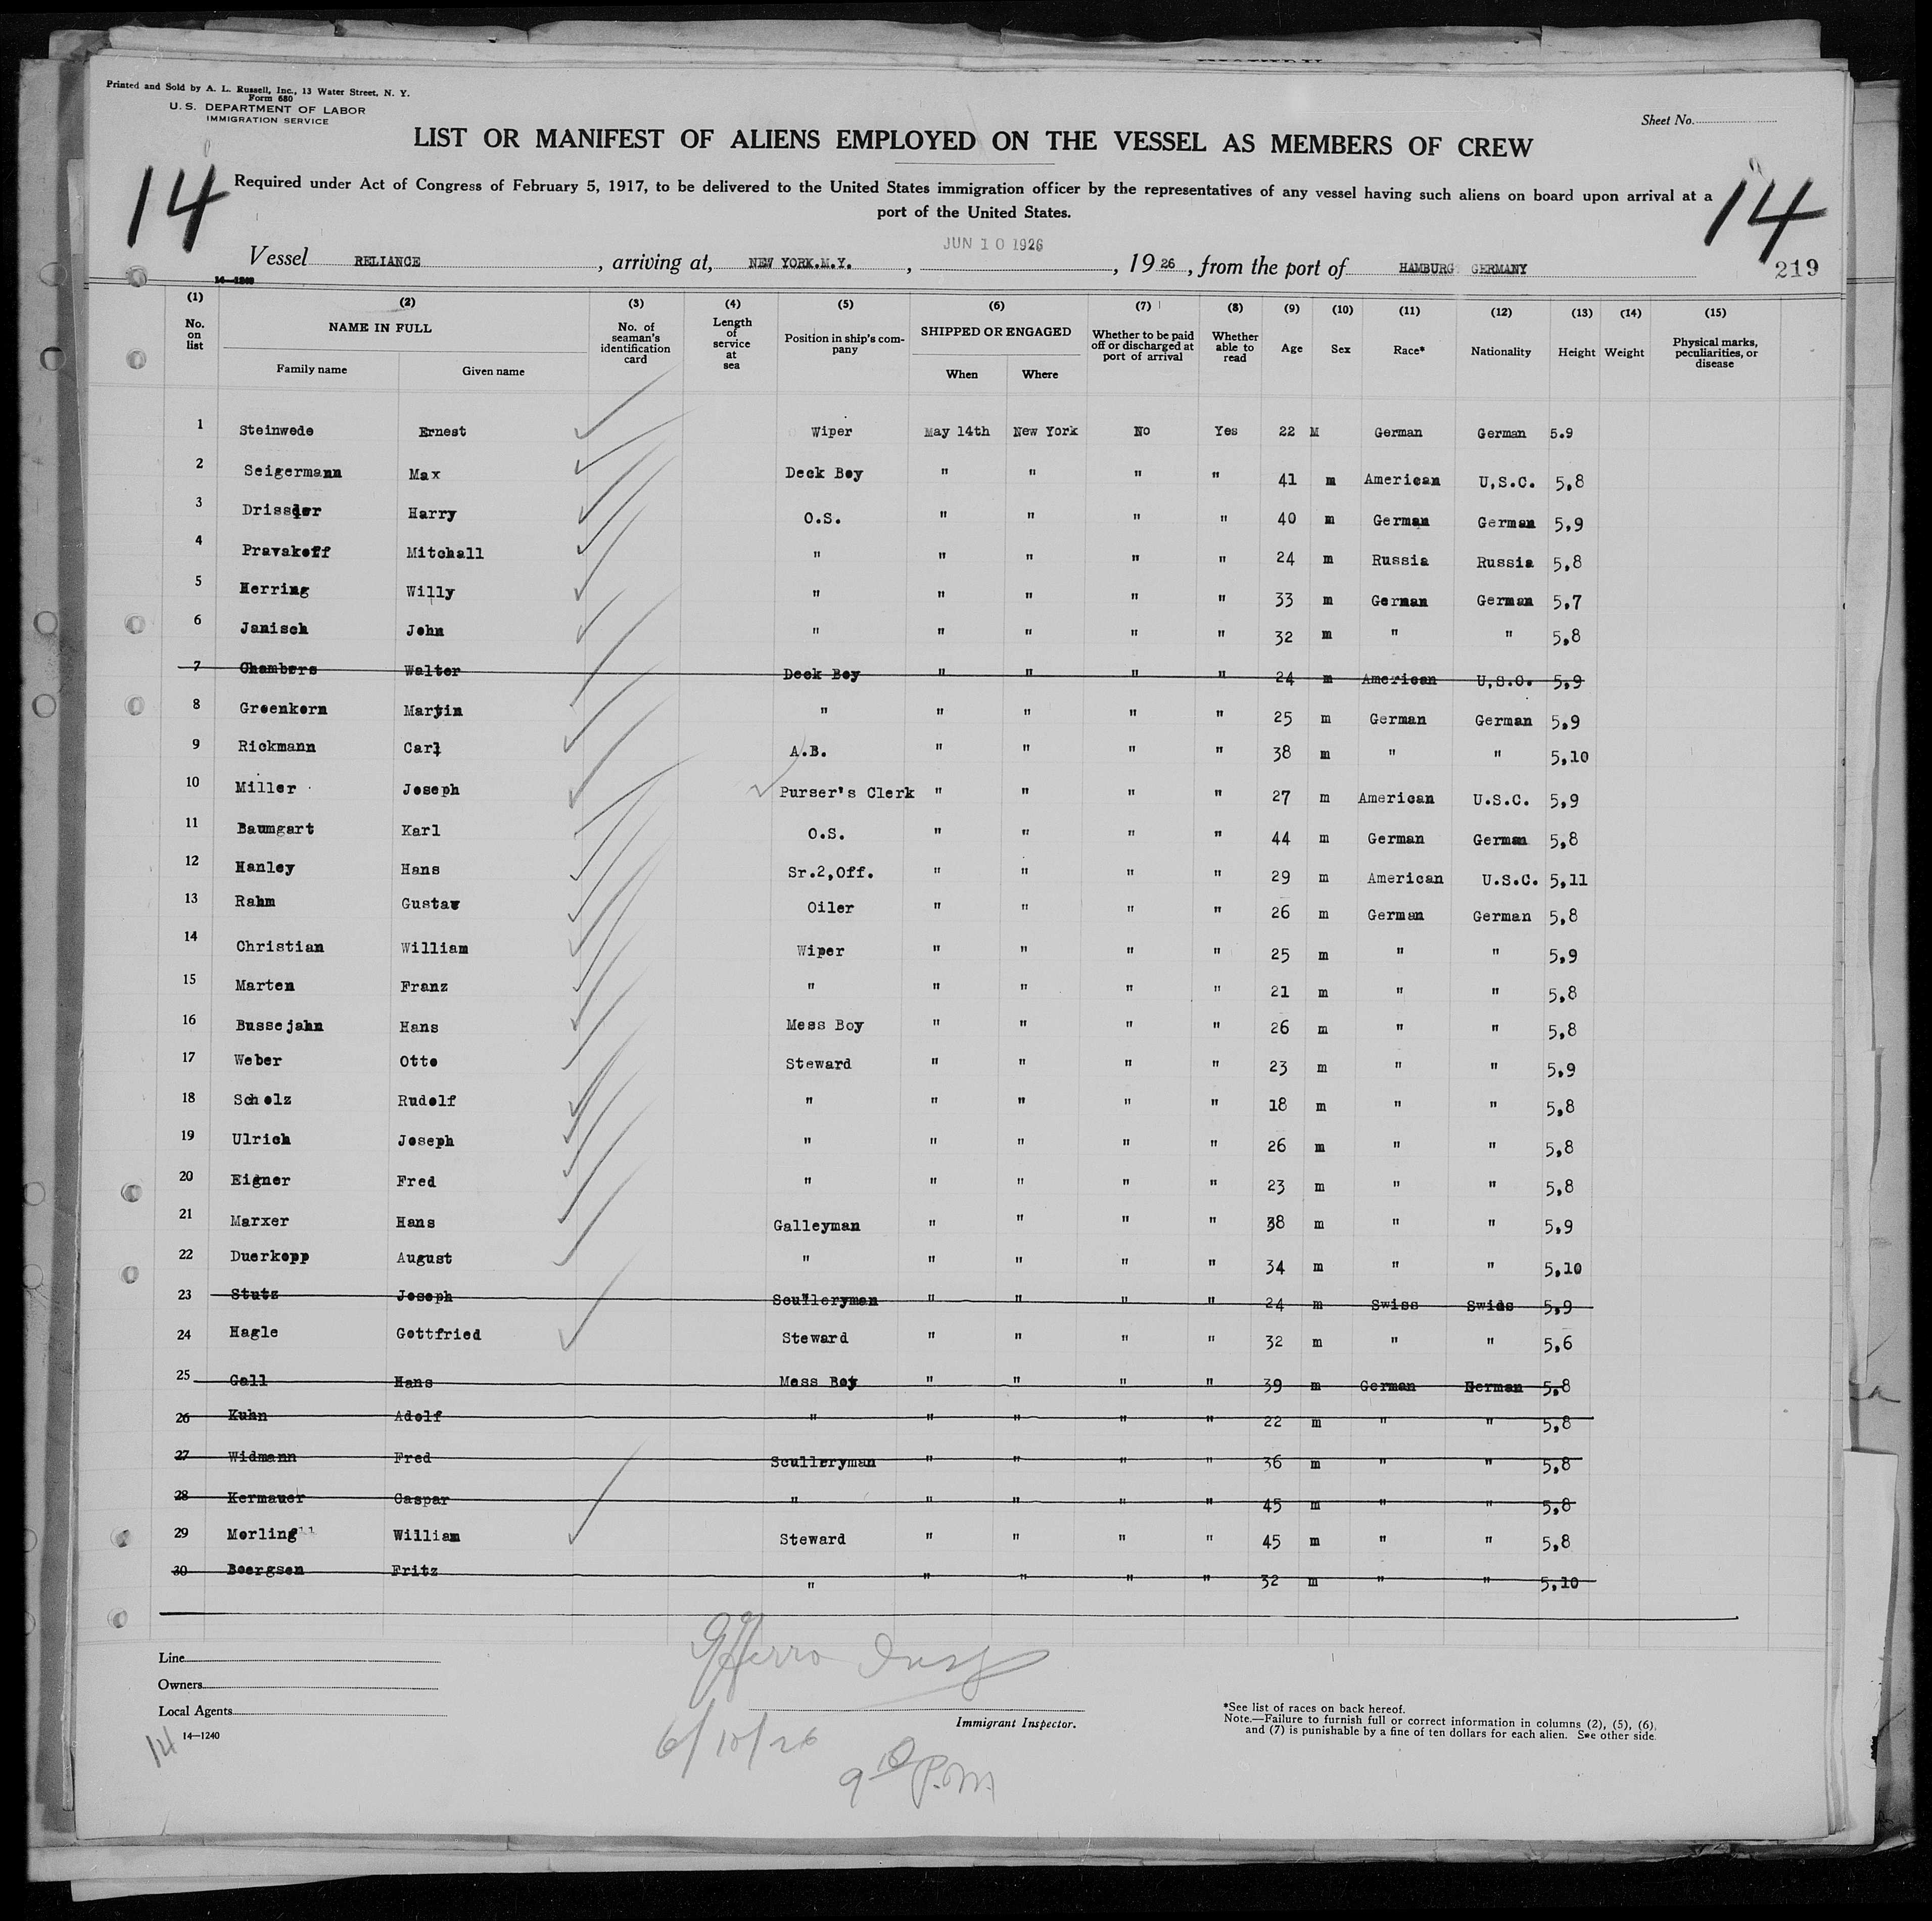 Printed and Sold by A. L. Russell, Inc., 13 Water Street, N. Y.
Form 680
U. S. DEPARTMENT OF LABOR
IMMIGRATION SERVICE
Sheet No.
LIST OR MANIFEST OF ALIENS EMPLOYED ON THE VESSEL AS MEMBERS OF CREW
14 14
Required under Act of Congress of February 5, 1917, to be delivered to the United States immigration officer by the representatives of any vessel having such aliens on board upon arrival at a
port of the United States.
JUN 10 1926
Vessel RELIANCE, arriving at, NEW YORK.N.Y., , 1926, from the port of HAMBURG GERMANY
14—1240
219
(1) (2) (3) (4) (5) (6) (7) (8) (9) (10) (11) (12) (13) (14) (15)
No. on list NAME IN FULL No. of seaman's identification card Length of service at sea Position in ship's company SHIPPED OR ENGAGED Whether to be paid off or discharged at port of arrival Whether able to read Age Sex Race* Nationality Height Weight Physical marks, peculiarities, or disease
Family name Given name When Where
1 Steinwede Ernest Wiper May 14th New York No Yes 22 M German German 5.9
2 Seigermann Max Deck Boy " " " " 41 m American U.S.C. 5,8
3 Drissler Harry O.S. " " " " 40 m German German 5,9
4 Pravakoff Mitchall " " " " " 24 m Russia Russia 5,8
5 Herring Willy " " " " " 33 m German German 5,7
6 Janisch John " " " " " 32 m " " 5,8
7 Chambers Walter Deck Boy " " " " 24 m American U.S.C. 5,9
8 Groenkorn Martin " " " " " 25 m German German 5,9
9 Rickmann Carl A.B. " " " " 38 m " " 5,10
10 Miller Joseph Purser's Clerk " " " " 27 m American U.S.C. 5,9
11 Baumgart Karl O.S. " " " " 44 m German German 5,8
12 Hanley Hans Sr.2,Off. " " " " 29 m American U.S.C. 5,11
13 Rahm Gustav Oiler " " " " 26 m German German 5,8
14 Christian William Wiper " " " " 25 m " " 5,9
15 Marten Franz " " " " " 21 m " " 5,8
16 Bussejahn Hans Mess Boy " " " " 26 m " " 5,8
17 Weber Otto Steward " " " " 23 m " " 5,9
18 Scholz Rudolf " " " " " 18 m " " 5,8
19 Ulrich Joseph " " " " " 26 m " " 5,8
20 Eigner Fred " " " " " 23 m " " 5,8
21 Marxer Hans Galleyman " " " " 38 m " " 5,9
22 Duerkopp August " " " " " 34 m " " 5,10
23 Stutz Joseph Sculleryman " " " " 24 m Swiss Swiss 5,9
24 Hagle Gottfried Steward " " " " 32 m " " 5,6
25 Gall Hans Mess Boy " " " " 39 m German German 5,8
26 Kuhn Adolf " " " " " 22 m " " 5,8
27 Widmann Fred Sculleryman " " " " 36 m " " 5,8
28 Kermauer Caspar " " " " " 45 m " " 5,8
29 Merling William Steward " " " " 45 m " " 5,8
30 Beergsen Fritz " " " " " 32 m " " 5,10
Line
Owners
Local Agents
14—1240
14
Immigrant Inspector.
6/10/26
9 10 P.M
*See list of races on back hereof.
Note.—Failure to furnish full or correct information in columns (2), (5), (6),
and (7) is punishable by a fine of ten dollars for each alien. See other side.